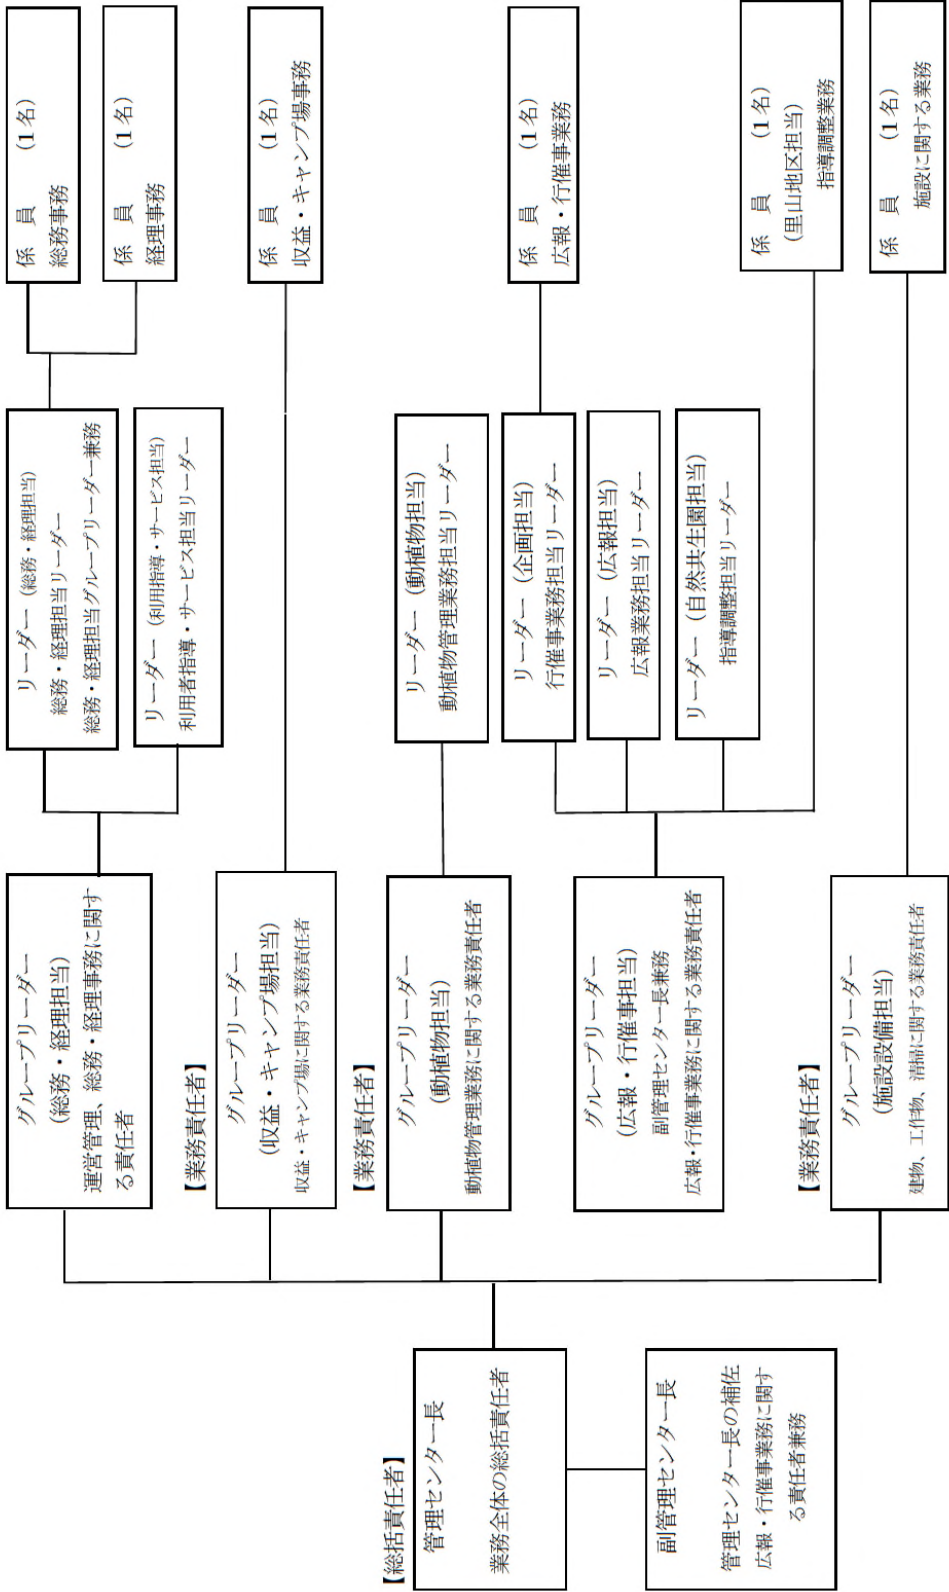 【総括責任者】
管理センター長
業務全体の総括責任者
副管理センター長
管理センター長の補佐
広報・行催事業務に関す
る責任者兼務
グループリーダー
(総務・経理担当)
運営管理、総務・経理事務に関す
る責任者
【業務責任者】
グループリーダー
(収益・キャンプ場担当)
収益・キャンプ場に関する業務責任者
【業務責任者】
グループリーダー
(動植物担当)
動植物管理業務に関する業務責任者
グループリーダー
(広報・行催事担当)
副管理センター長兼務
広報・行催事業務に関する業務責任者
【業務責任者】
グループリーダー
(施設設備担当)
建物、工作物、清掃に関する業務責任者
リーダー(総務・経理担当)
総務・経理担当リーダー
総務・経理担当グループリーダー兼務
リーダー(利用指導・サービス担当)
利用者指導・サービス担当リーダー
リーダー(動植物担当)
動植物管理業務担当リーダー
リーダー(企画担当)
行催事業務担当リーダー
リーダー(広報担当)
広報業務担当リーダー
リーダー(自然共生園担当)
指導調整担当リーダー
係 員 (1名)
総務事務
係 員 (1名)
経理事務
係 員 (1名)
収益・キャンプ場事務
係 員 (1名)
広報・行催事業務
係 員 (1名)
(里山地区担当)
指導調整業務
係 員 (1名)
施設に関する業務